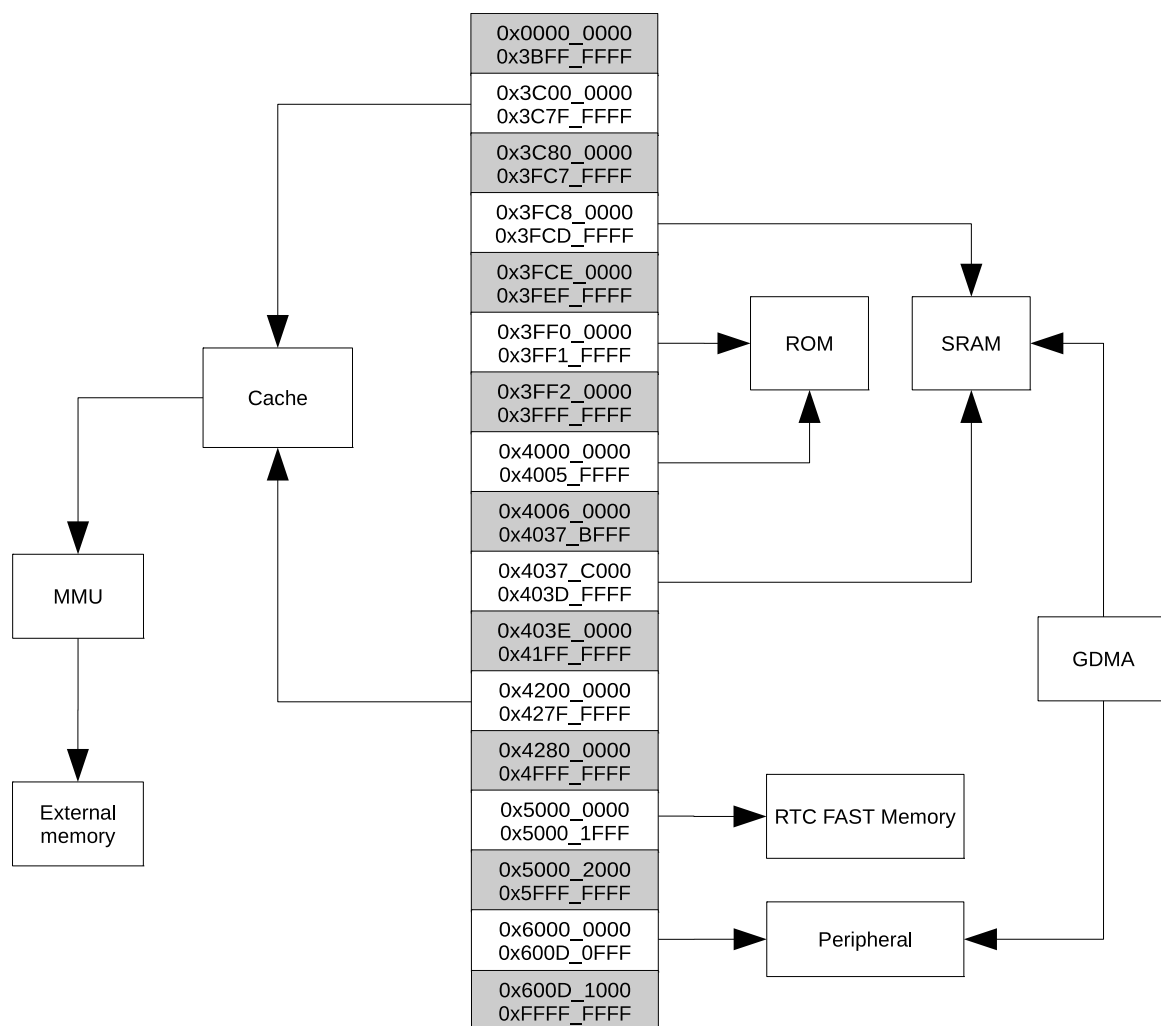 0x0000_0000
0x3BFF_FFFF
0x3C00_0000
0x3C7F_FFFF
0x3C80_0000
0x3FC7_FFFF
0x3FC8_0000
0x3FCD_FFFF
0x3FCE_0000
0x3FEF_FFFF
0x3FF0_0000
0x3FF1_FFFF
0x3FF2_0000
0x3FFF_FFFF
0x4000_0000
0x4005_FFFF
0x4006_0000
0x4037_BFFF
0x4037_C000
0x403D_FFFF
0x403E_0000
0x41FF_FFFF
0x4200_0000
0x427F_FFFF
0x4280_0000
0x4FFF_FFFF
0x5000_0000
0x5000_1FFF
0x5000_2000
0x5FFF_FFFF
0x6000_0000
0x600D_0FFF
0x600D_1000
0xFFFF_FFFF
Cache
MMU
External
memory
ROM
SRAM
GDMA
RTC FAST Memory
Peripheral